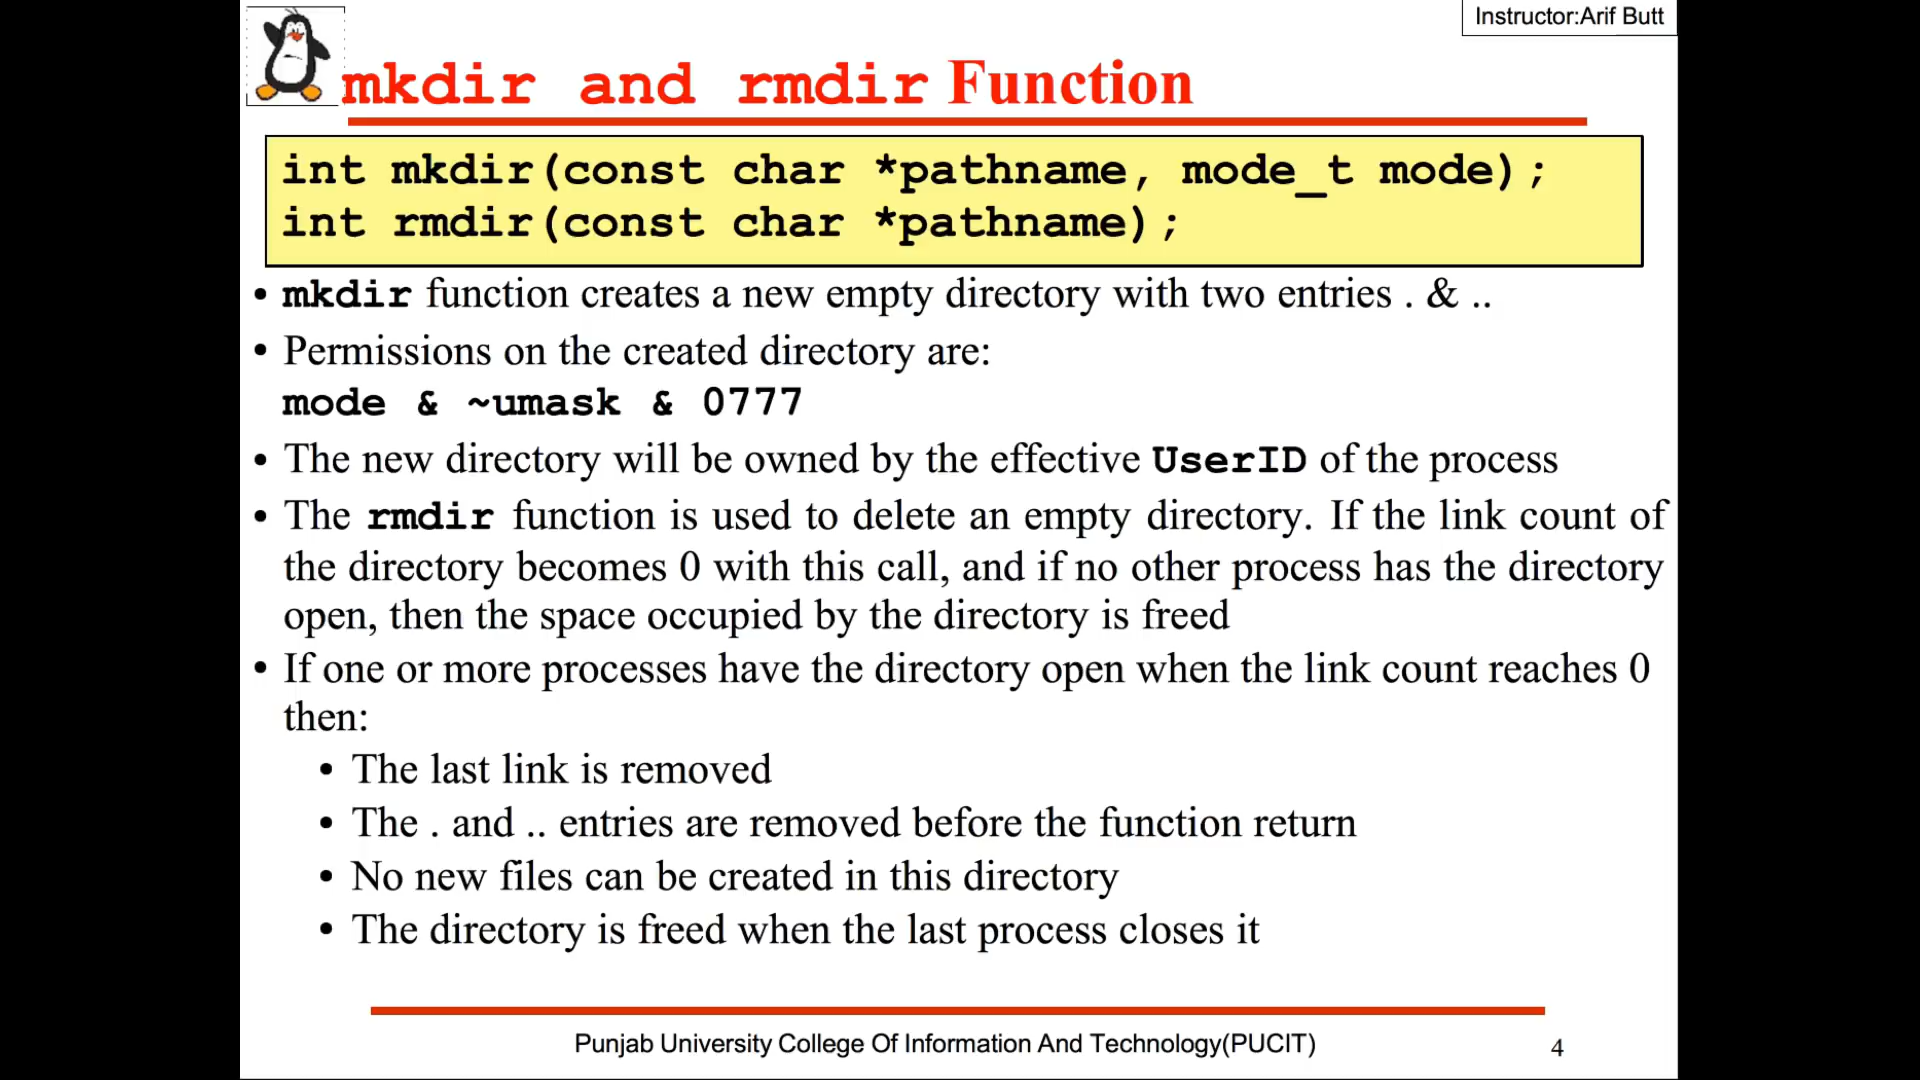 Instructor:Arif Butt
mkdir and rmdir Function
int mkdir(const char *pathname, mode_t mode);
int rmdir(const char *pathname);
• mkdir function creates a new empty directory with two entries . & ..
• Permissions on the created directory are:
mode & ~umask & 0777
• The new directory will be owned by the effective UserID of the process
• The rmdir function is used to delete an empty directory. If the link count of
the directory becomes 0 with this call, and if no other process has the directory
open, then the space occupied by the directory is freed
• If one or more processes have the directory open when the link count reaches 0
then:
• The last link is removed
• The . and .. entries are removed before the function return
• No new files can be created in this directory
• The directory is freed when the last process closes it
Punjab University College Of Information And Technology(PUCIT)
4